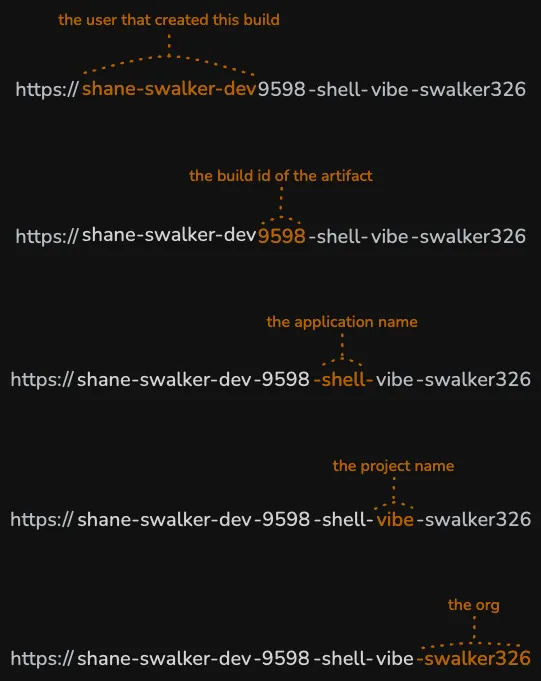 the user that created this build
https://shane-swalker-dev9598-shell-vibe-swalker326
the build id of the artifact
https://shane-swalker-dev9598-shell-vibe-swalker326
the application name
https://shane-swalker-dev-9598-shell-vibe-swalker326
the project name
https://shane-swalker-dev-9598-shell-vibe-swalker326
the org
https://shane-swalker-dev-9598-shell-vibe-swalker326